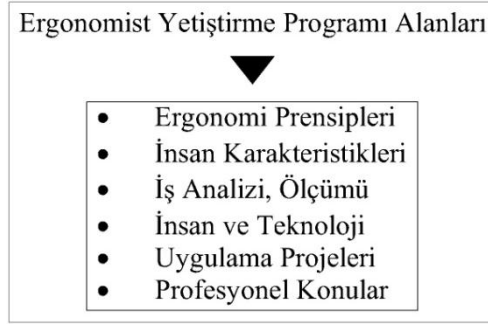 Ergonomist Yetiştirme Programı Alanları
• Ergonomi Prensipleri
• İnsan Karakteristikleri
• İş Analizi, Ölçümü
• İnsan ve Teknoloji
• Uygulama Projeleri
• Profesyonel Konular